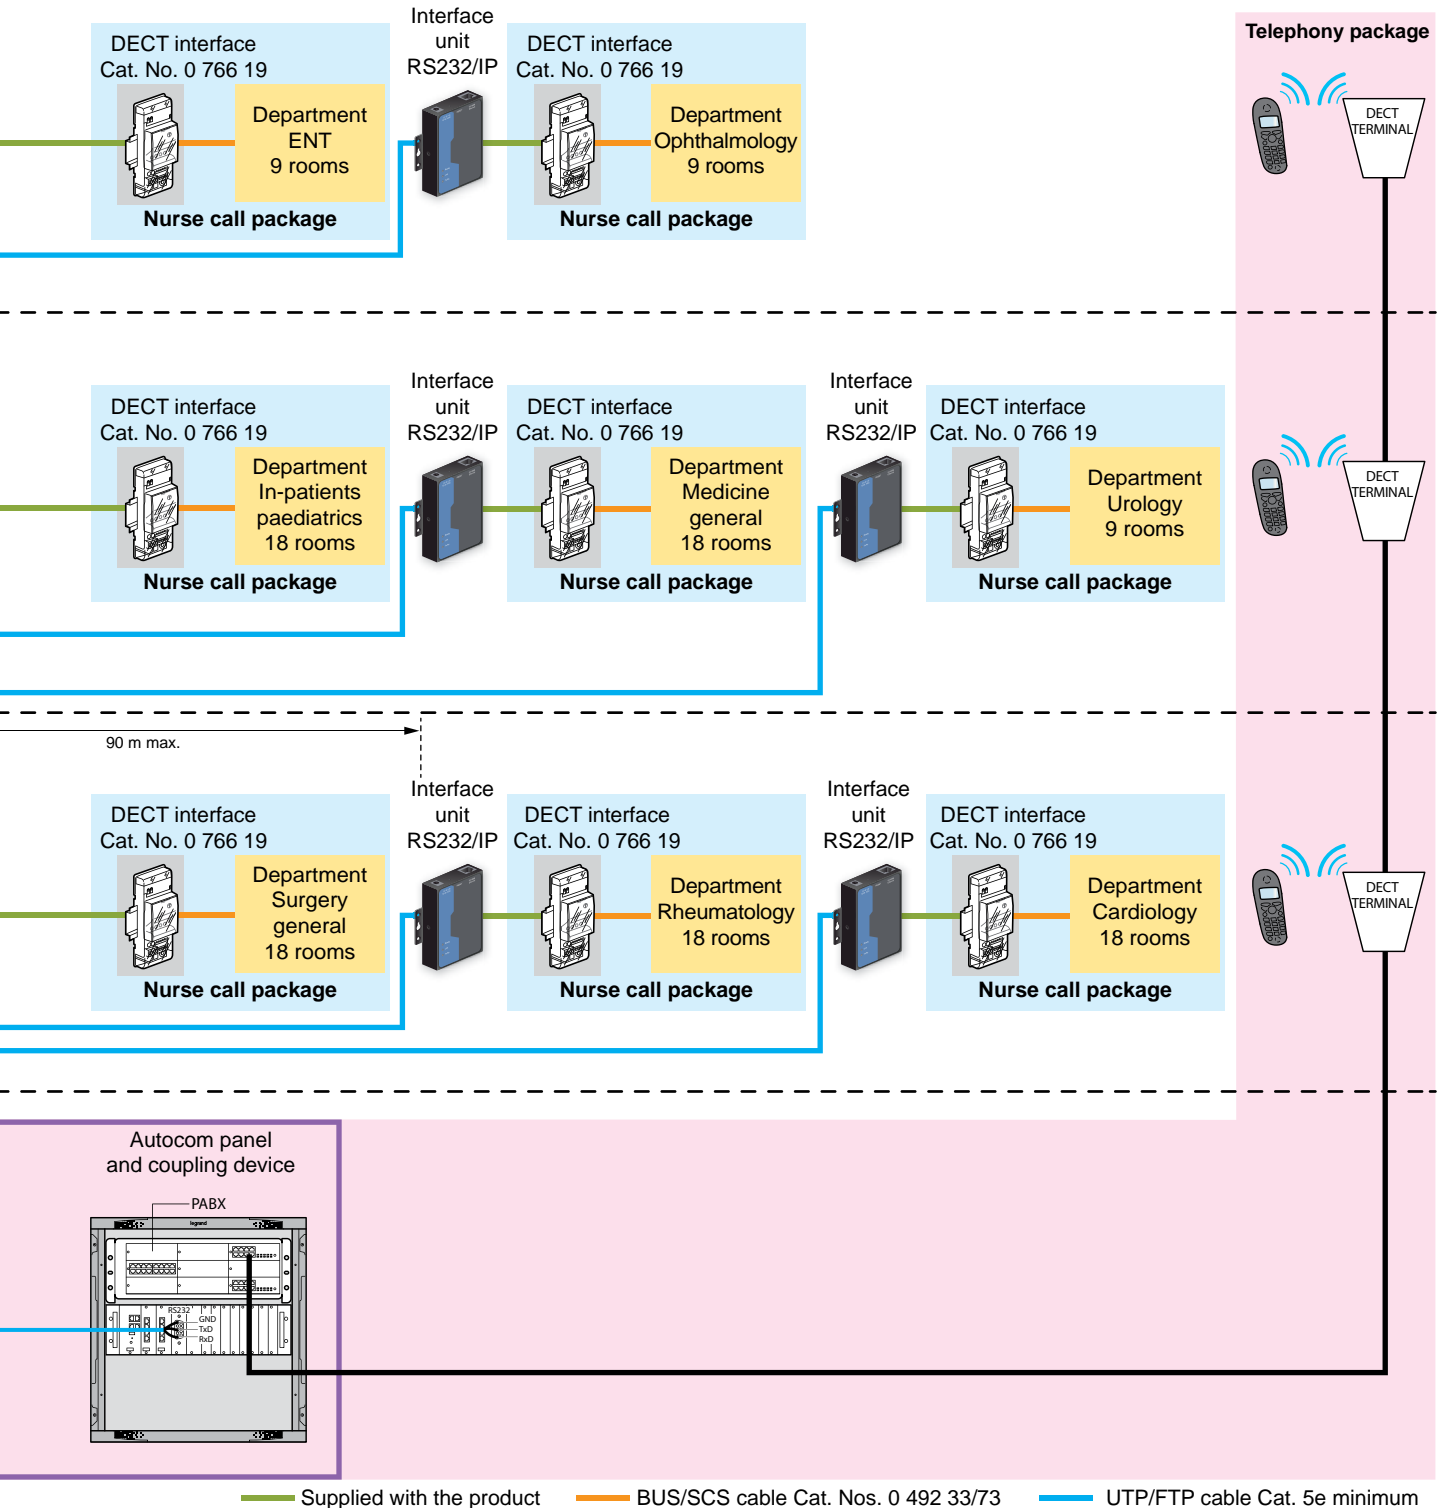 Interface
unit
RS232/IP
DECT interface
Cat. No. 0 766 19
DECT interface
Cat. No. 0 766 19
Telephony package
Department
ENT
9 rooms
Department
Ophthalmology
9 rooms
DECT
TERMINAL
Nurse call package
Nurse call package
Interface
unit
RS232/IP
Interface
unit
RS232/IP
DECT interface
Cat. No. 0 766 19
DECT interface
Cat. No. 0 766 19
DECT interface
Cat. No. 0 766 19
Department
In-patients
paediatrics
18 rooms
Department
Medicine
general
18 rooms
Department
Urology
9 rooms
DECT
TERMINAL
Nurse call package
Nurse call package
Nurse call package
90 m max.
Interface
unit
RS232/IP
Interface
unit
RS232/IP
DECT interface
Cat. No. 0 766 19
DECT interface
Cat. No. 0 766 19
DECT interface
Cat. No. 0 766 19
Department
Surgery
general
18 rooms
Department
Rheumatology
18 rooms
Department
Cardiology
18 rooms
DECT
TERMINAL
Nurse call package
Nurse call package
Nurse call package
Autocom panel
and coupling device
PABX
legrand
RS232
GND
TxD
RxD
Supplied with the product
BUS/SCS cable Cat. Nos. 0 492 33/73
UTP/FTP cable Cat. 5e minimum